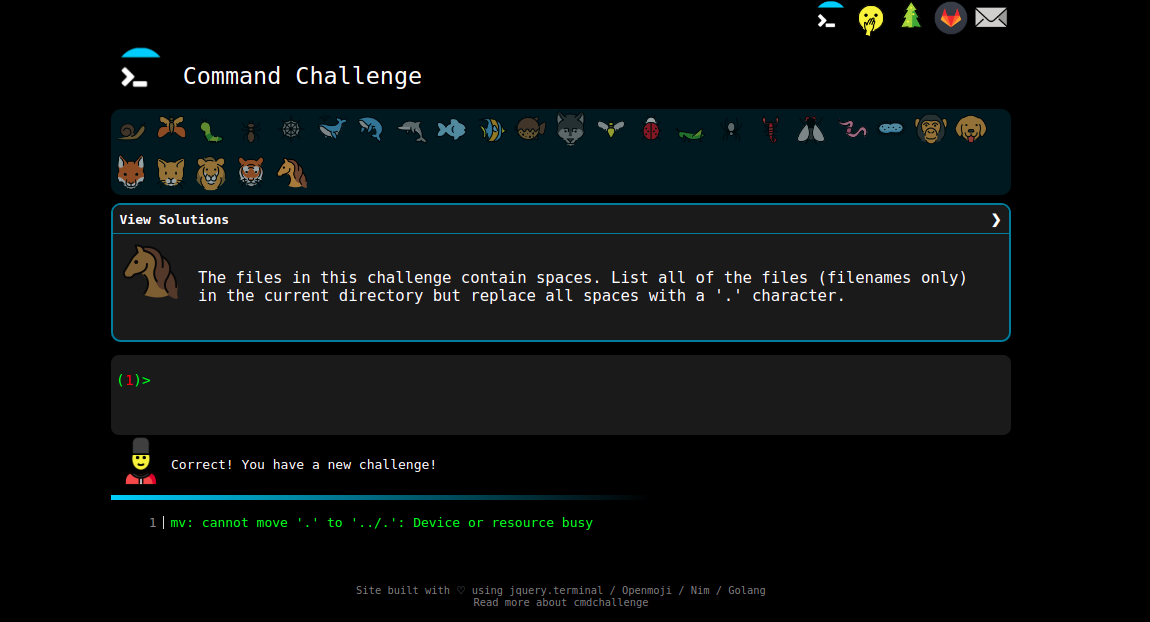 Command Challenge
View Solutions ❯
The files in this challenge contain spaces. List all of the files (filenames only)
in the current directory but replace all spaces with a '.' character.
(1)>
Correct! You have a new challenge!
1 mv: cannot move '.' to '../.': Device or resource busy
Site built with ♡ using jquery.terminal / Openmoji / Nim / Golang
Read more about cmdchallenge